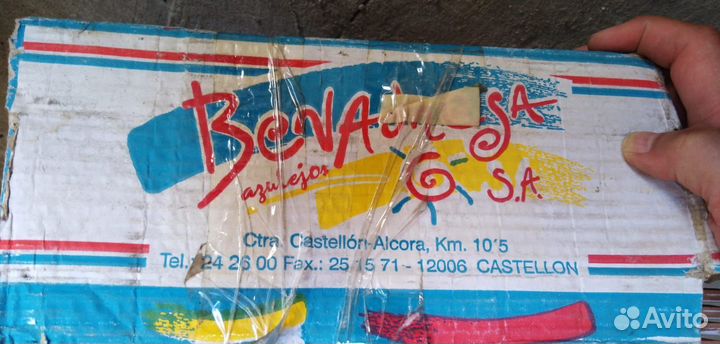 azulejos
S.A.
Ctra. Castellón-Alcora, Km. 10'5
Tel.: 24 26 00 Fax.: 25 15 71 - 12006 CASTELLON
Avito